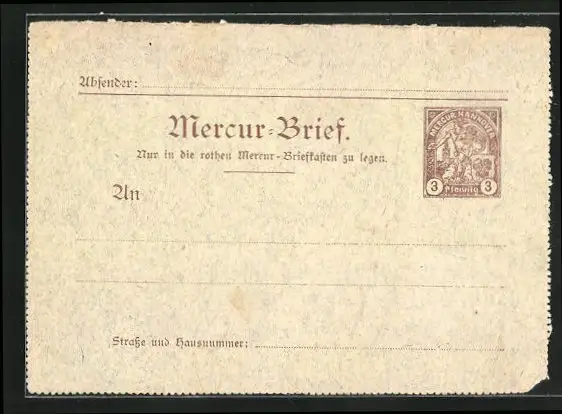 Absender:
Mercur-Brief.
Nur in die rothen Mercur-Briefkasten zu legen.
MERCUR HANNOVER
3 Pfennig 3
An
Straße und Hausnummer: